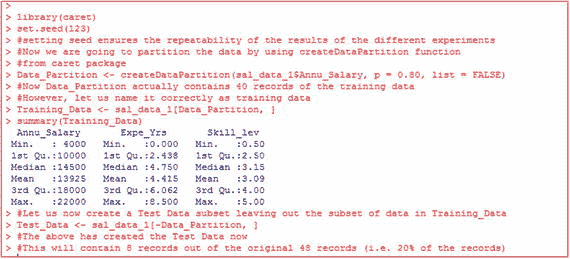 >
> library(caret)
> set.seed(123)
> #setting seed ensures the repeatability of the results of the different experiments
> #Now we are going to partition the data by using createDataPartition function
> #from caret package
> Data_Partition <- createDataPartition(sal_data_1$Annu_Salary, p = 0.80, list = FALSE)
> #Now Data_Partition actually contains 40 records of the training data
> #However, let us name it correctly as training data
> Training_Data <- sal_data_1[Data_Partition, ]
> summary(Training_Data)
Annu_Salary Expe_Yrs Skill_lev
Min. : 4000 Min. :0.000 Min. :0.50
1st Qu.:10000 1st Qu.:2.438 1st Qu.:2.50
Median :14500 Median :4.750 Median :3.15
Mean :13925 Mean :4.415 Mean :3.09
3rd Qu.:18000 3rd Qu.:6.062 3rd Qu.:4.00
Max. :22000 Max. :8.500 Max. :5.00
> #Let us now create a Test Data subset leaving out the subset of data in Training_Data
> Test_Data <- sal_data_1[-Data_Partition, ]
> #The above has created the Test Data now
> #This will contain 8 records out of the original 48 records (i.e. 20% of the records)